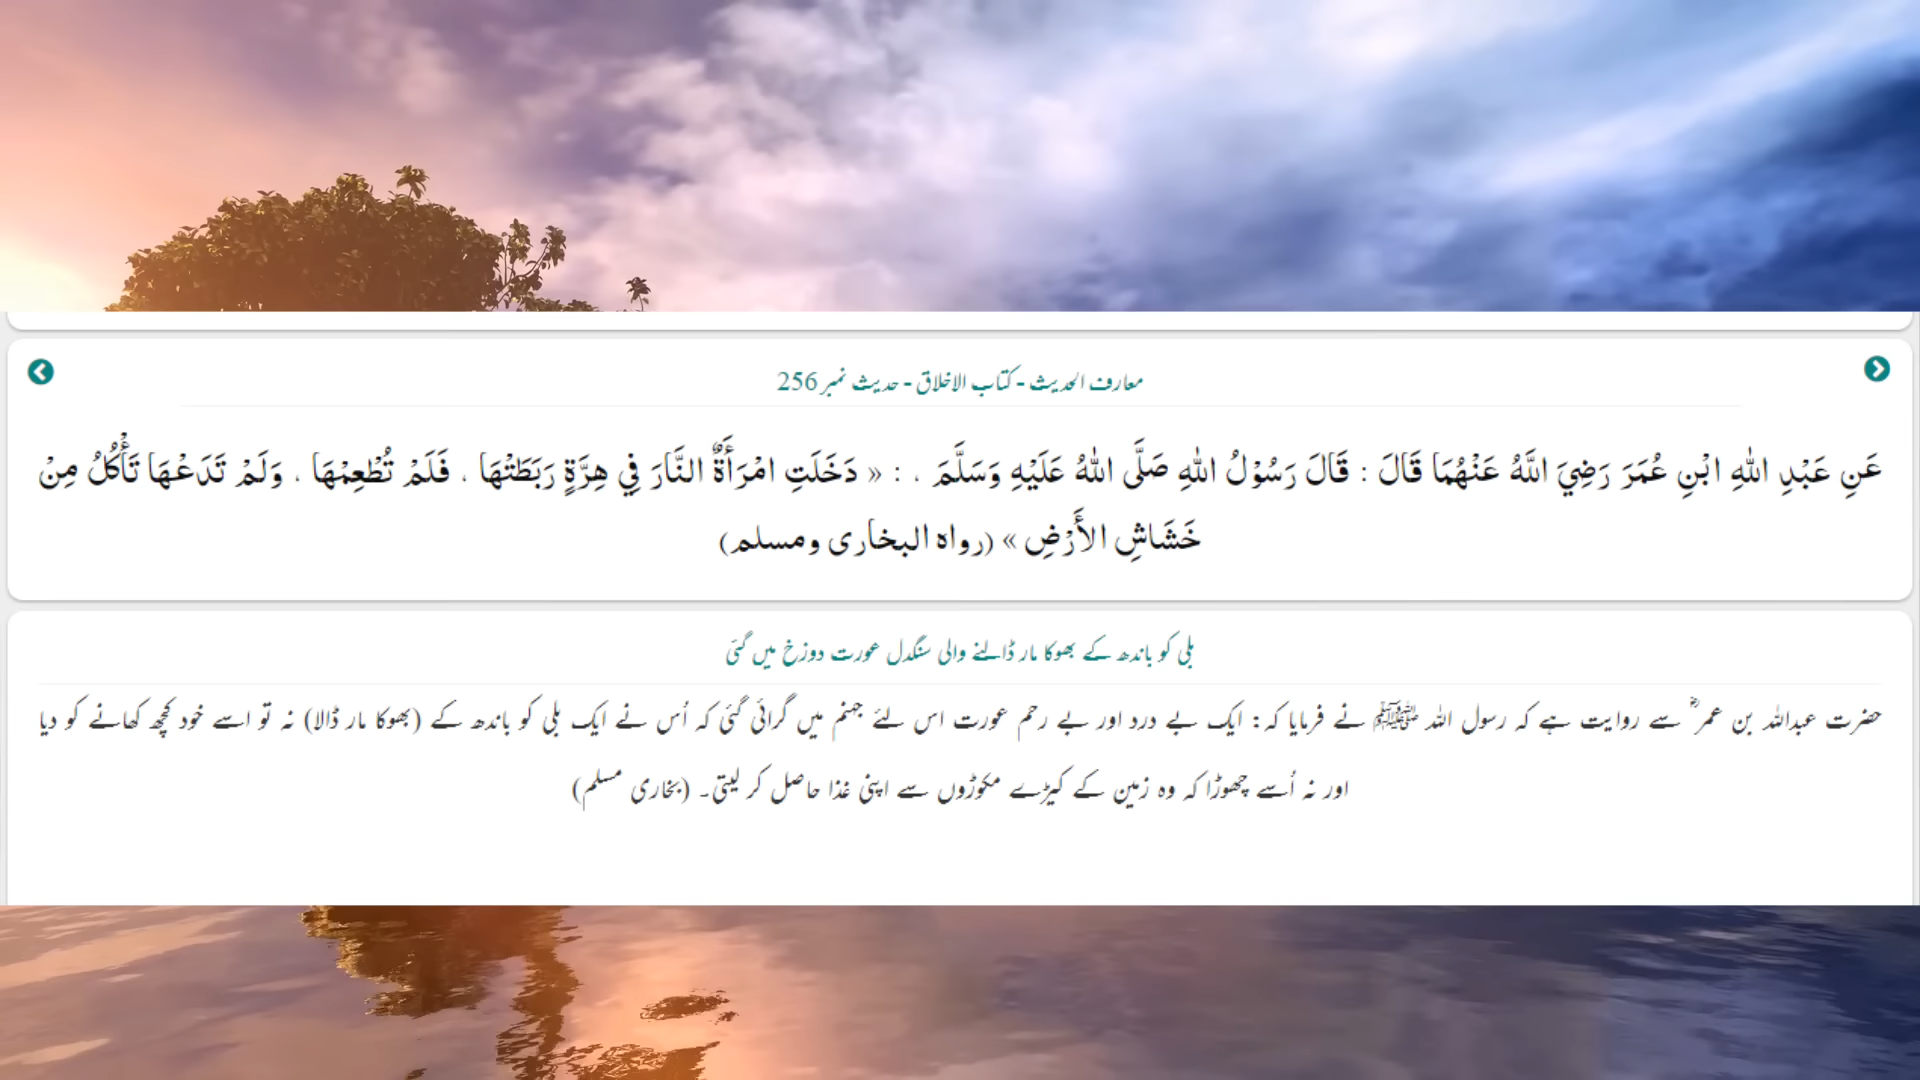 معارف الحدیث - کتاب الاخلاق - حدیث نمبر 256
عَنِ عَبْدِ اللهِ ابْنِ عُمَرَ رَضِيَ اللَّهُ عَنْهُمَا قَالَ : قَالَ رَسُوْلُ اللهِ صَلَّى اللهُ عَلَيْهِ وَسَلَّمَ ، : « دَخَلَتِ امْرَأَةٌ النَّارَ فِي هِرَّةٍ رَبَطَتْهَا ، فَلَمْ تُطْعِمْهَا ، وَلَمْ تَدَعْهَا تَأْكُلُ مِنْ
خَشَاشِ الأَرْضِ » (رواه البخارى ومسلم)
بلی کو باندھ کے بھوکا مار ڈالنے والی سنگدل عورت دوزخ میں گئی
حضرت عبداللہ بن عمر ؓ سے روایت ہے کہ رسول اللہ ﷺ نے فرمایا کہ: ایک بے درد اور بے رحم عورت اس لئے جہنم میں گرائی گئی کہ اُس نے ایک بلی کو باندھ کے (بھوکا مار ڈالا) نہ تو اسے خود کچھ کھانے کو دیا
اور نہ اُسے چھوڑا کہ وہ زمین کے کیڑے مکوڑوں سے اپنی غذا حاصل کر لیتی۔ (بخاری مسلم)